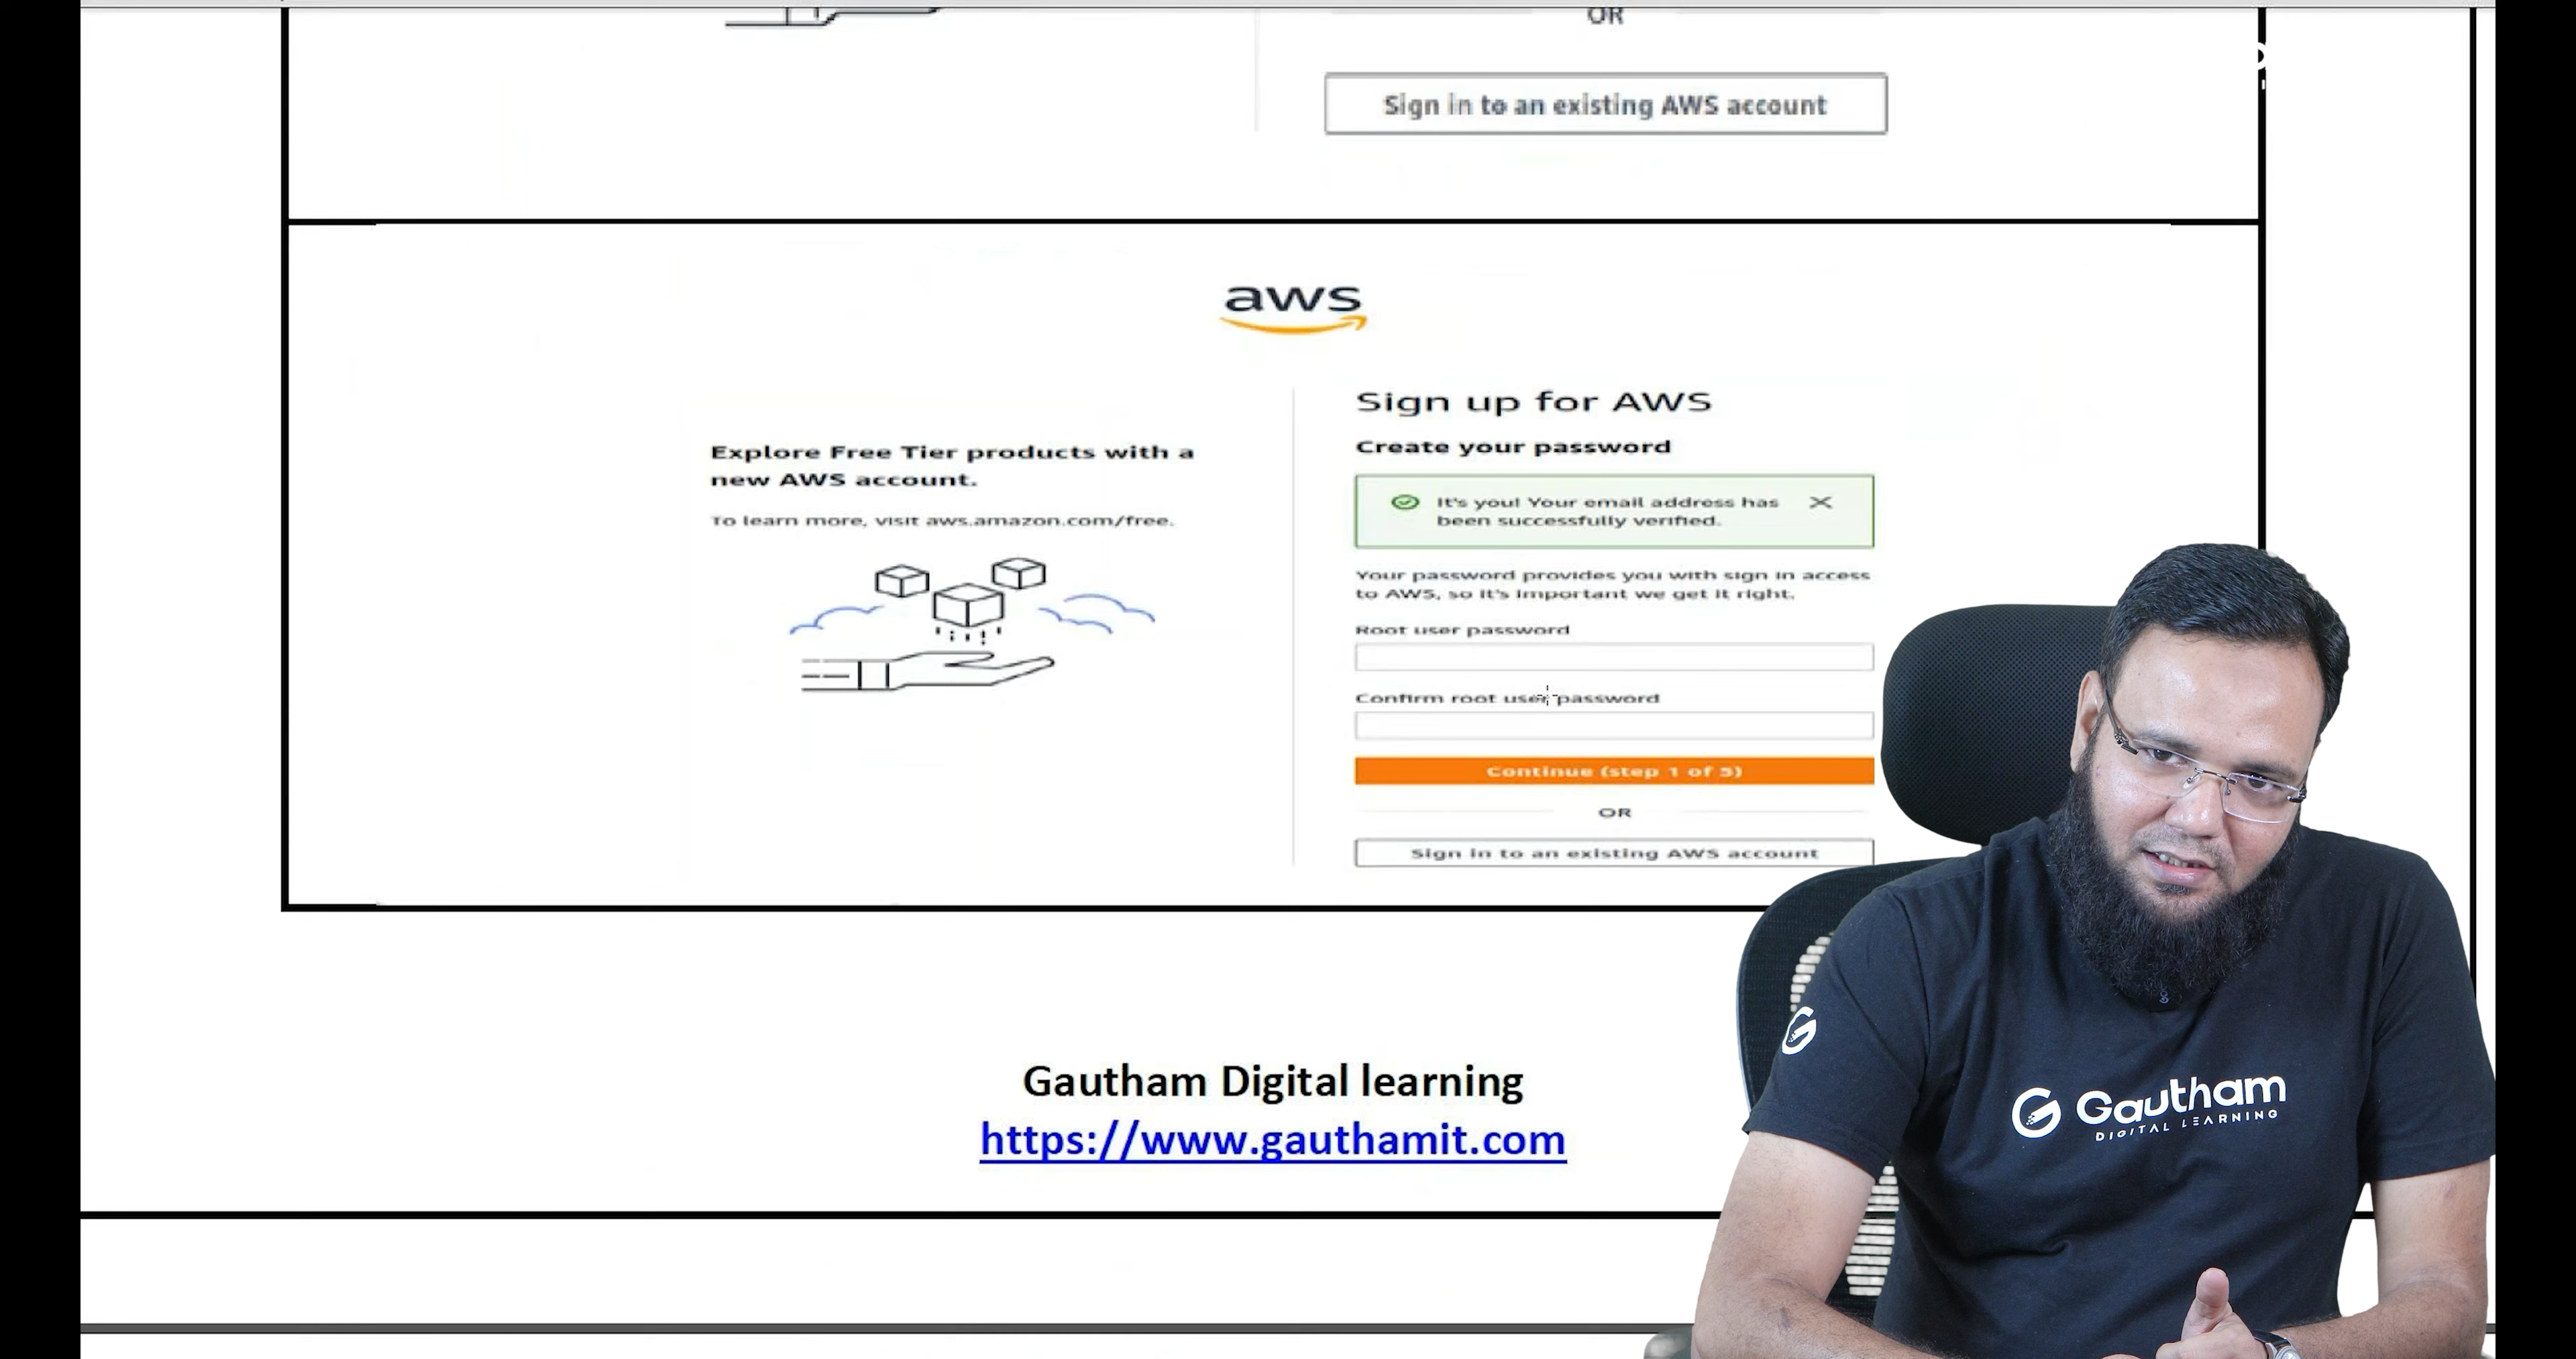 OR
Sign in to an existing AWS account
aws
Explore Free Tier products with a
new AWS account.
To learn more, visit aws.amazon.com/free.
Sign up for AWS
Create your password
It's you! Your email address has
been successfully verified.
Your password provides you with sign in access
to AWS, so it's important we get it right.
Root user password
Confirm root user password
Continue (step 1 of 5)
OR
Sign in to an existing AWS account
Gautham Digital learning
https://www.gauthamit.com
G Gautham
DIGITAL LEARNING